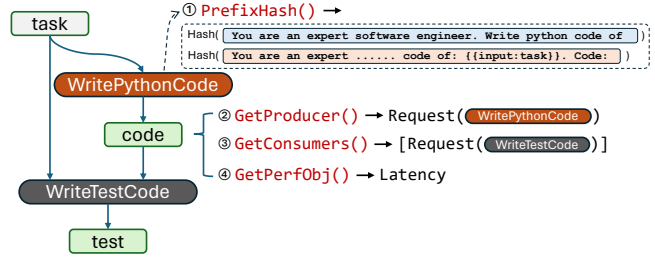 ① PrefixHash() →
task
Hash( You are an expert software engineer. Write python code of )
Hash( You are an expert ...... code of: {{input:task}}. Code: )
WritePythonCode
② GetProducer() → Request( WritePythonCode )
code
③ GetConsumers() → [Request( WriteTestCode )]
④ GetPerfObj() → Latency
WriteTestCode
test